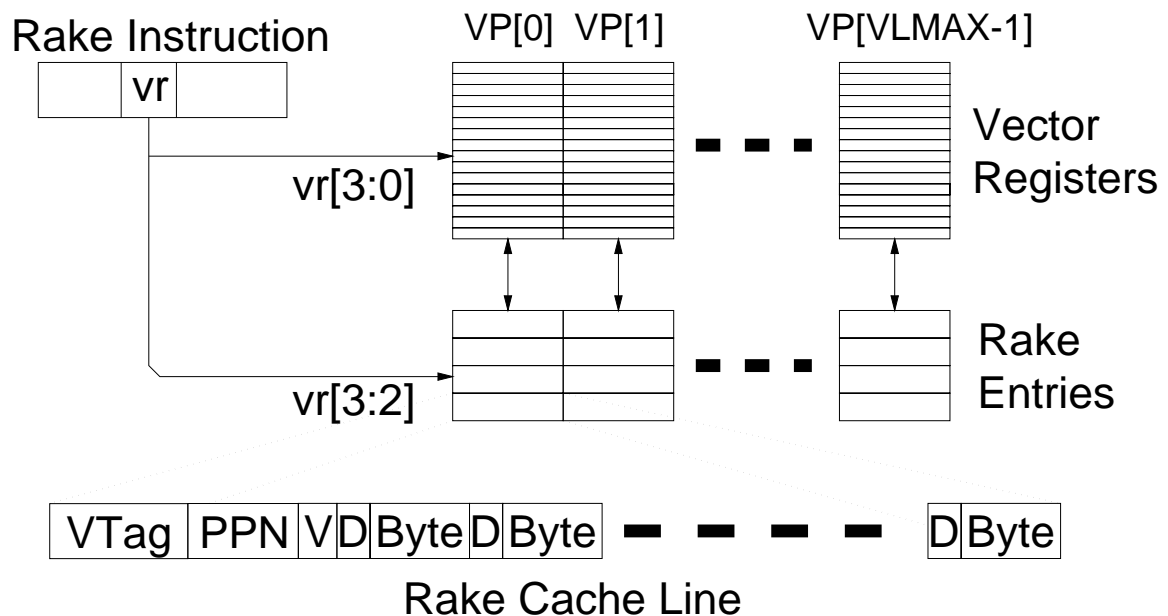 Rake Instruction
VP[0] VP[1] VP[VLMAX-1]
vr
Vector
Registers
vr[3:0]
Rake
Entries
vr[3:2]
VTag PPN V D Byte D Byte D Byte
Rake Cache Line